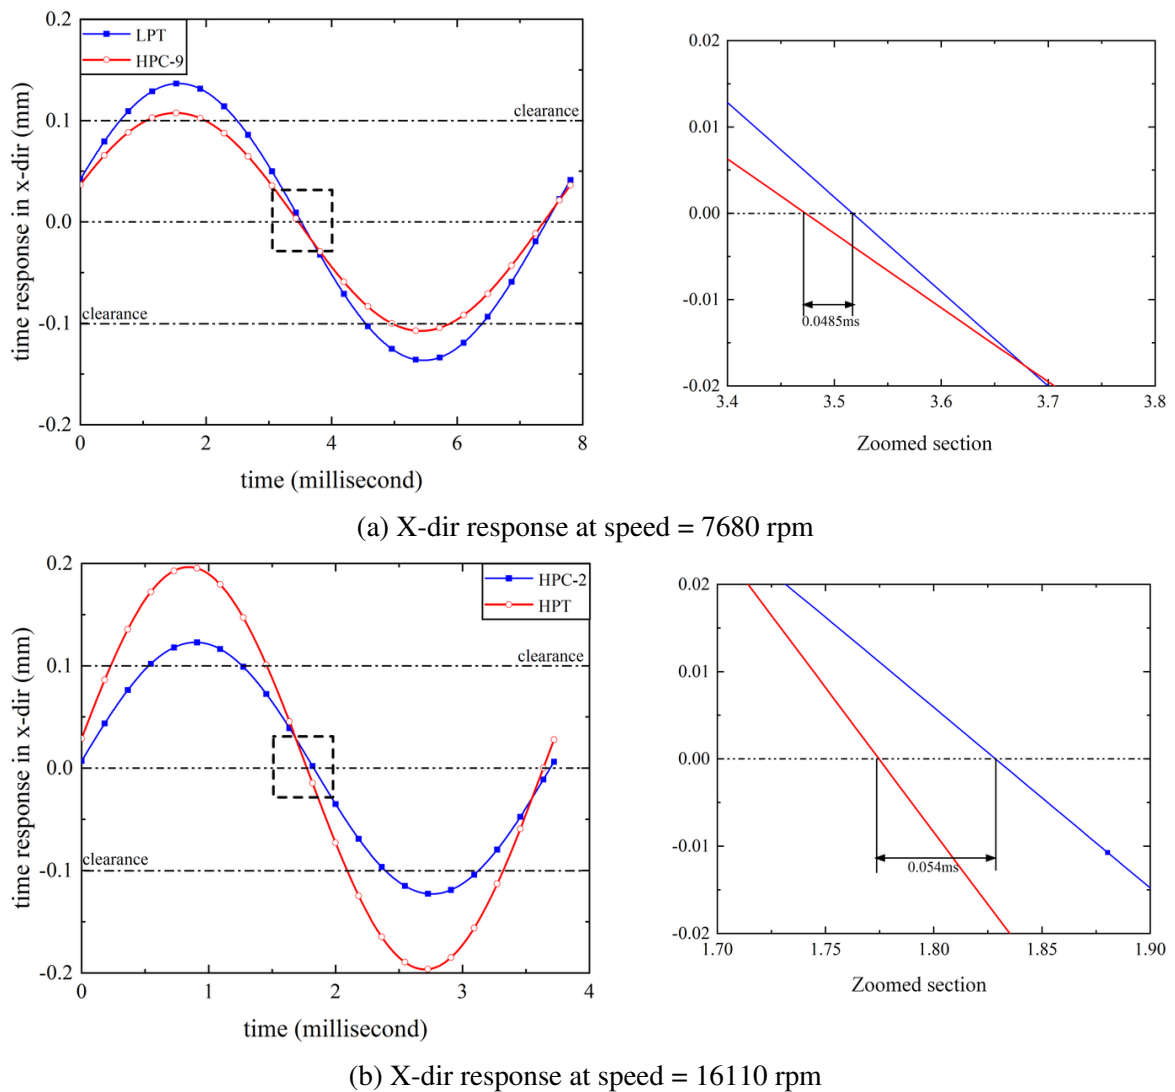 0.2
0.1
0.0
-0.1
-0.2
time response in x-dir (mm)
LPT
HPC-9
clearance
clearance
0 2 4 6 8
time (millisecond)
0.02
0.01
0.00
-0.01
-0.02
0.0485ms
3.4 3.5 3.6 3.7 3.8
Zoomed section
(a) X-dir response at speed = 7680 rpm
0.2
0.1
0.0
-0.1
-0.2
time response in x-dir (mm)
HPC-2
HPT
clearance
clearance
0 1 2 3 4
time (millisecond)
0.02
0.01
0.00
-0.01
-0.02
0.054ms
1.70 1.75 1.80 1.85 1.90
Zoomed section
(b) X-dir response at speed = 16110 rpm